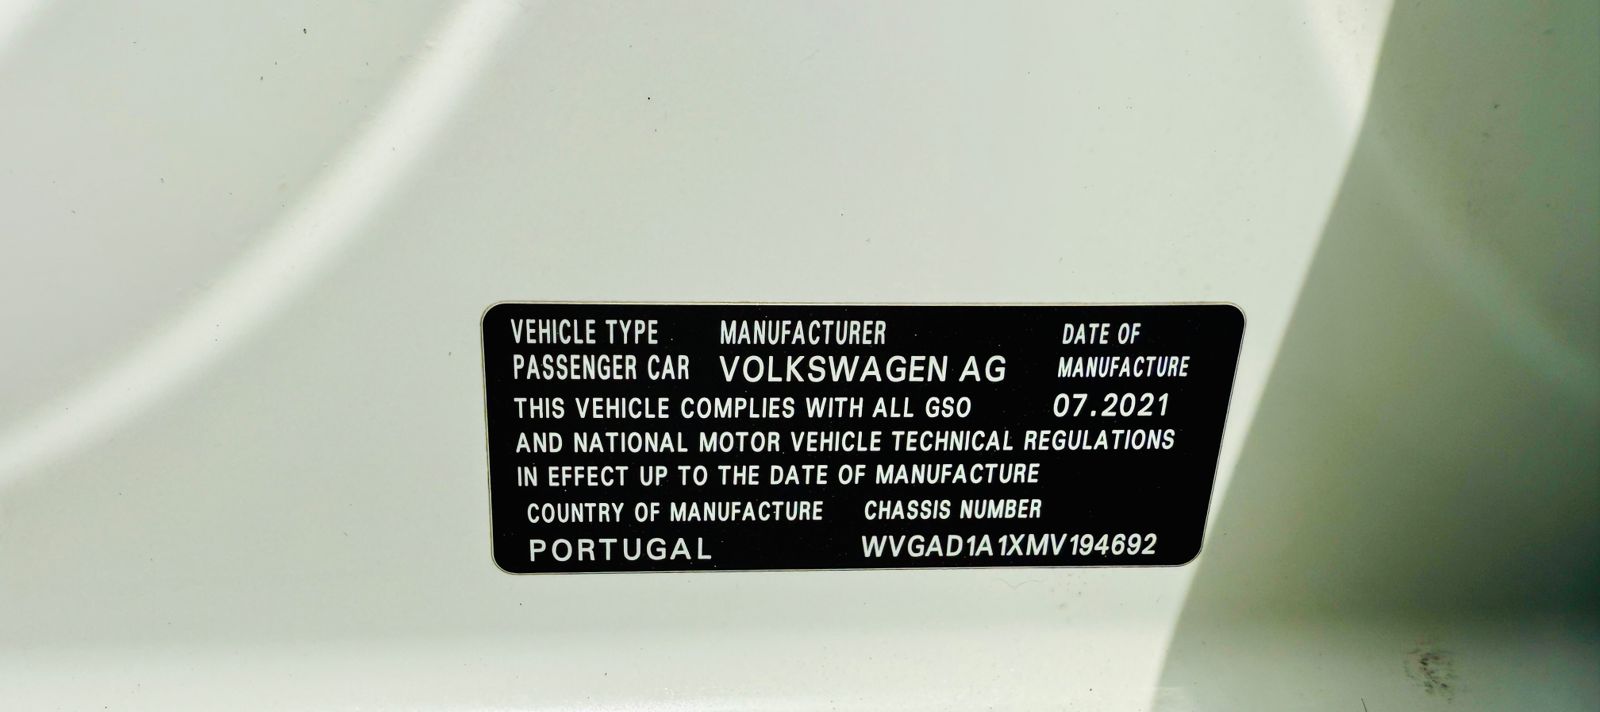 VEHICLE TYPE MANUFACTURER DATE OF
PASSENGER CAR VOLKSWAGEN AG MANUFACTURE
THIS VEHICLE COMPLIES WITH ALL GSO 07.2021
AND NATIONAL MOTOR VEHICLE TECHNICAL REGULATIONS
IN EFFECT UP TO THE DATE OF MANUFACTURE
COUNTRY OF MANUFACTURE CHASSIS NUMBER
PORTUGAL WVGAD1A1XMV194692